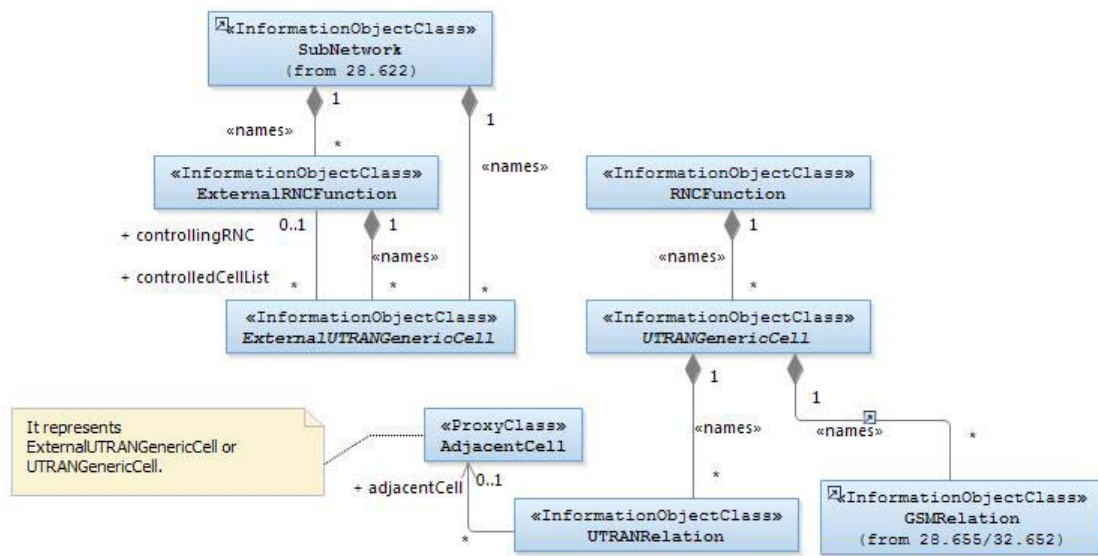 «InformationObjectClass»
SubNetwork
(from 28.622)
1
1
«names»
*
«names»
«InformationObjectClass»
ExternalRNCFunction
«InformationObjectClass»
RNCFunction
0..1
1
1
+ controllingRNC
«names»
«names»
+ controlledCellList
*
*
*
*
«InformationObjectClass»
ExternalUTRANGenericCell
«InformationObjectClass»
UTRANGenericCell
1
1
«names»
«names»
*
It represents
ExternalUTRANGenericCell or
UTRANGenericCell.
«ProxyClass»
AdjacentCell
+ adjacentCell
0..1
*
*
«InformationObjectClass»
UTRANRelation
«InformationObjectClass»
GSMRelation
(from 28.655/32.652)